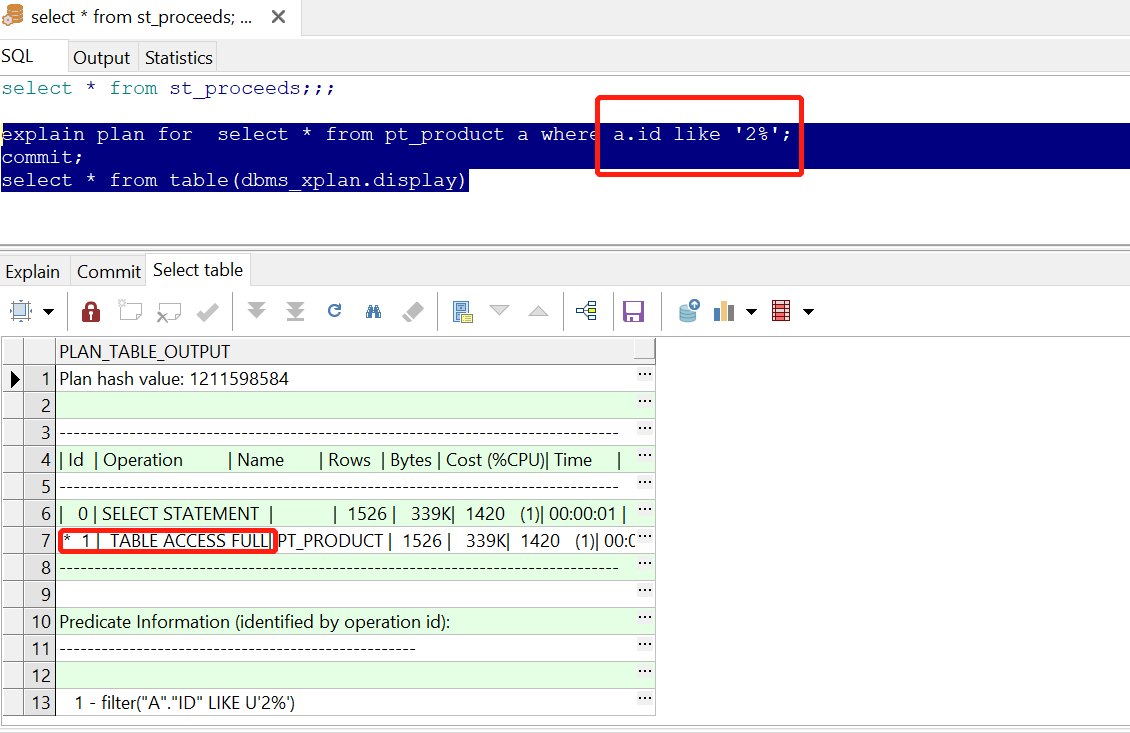 select * from st_proceeds; ...
SQL Output Statistics
select * from st_proceeds;;;
explain plan for  select * from pt_product a where a.id like '2%';
commit;
select * from table(dbms_xplan.display)
Explain Commit Select table
PLAN_TABLE_OUTPUT
1 Plan hash value: 1211598584 ...
2 ...
3 -------------------------------------------------------------------------------- ...
4 | Id | Operation | Name | Rows | Bytes | Cost (%CPU)| Time | ...
5 -------------------------------------------------------------------------------- ...
6 | 0 | SELECT STATEMENT | | 1526 | 339K| 1420 (1)| 00:00:01 | ...
7 |* 1 | TABLE ACCESS FULL| PT_PRODUCT | 1526 | 339K| 1420 (1)| 00:0 ...
8 -------------------------------------------------------------------------------- ...
9 ...
10 Predicate Information (identified by operation id): ...
11 --------------------------------------------------- ...
12 ...
13 1 - filter("A"."ID" LIKE U'2%') ...